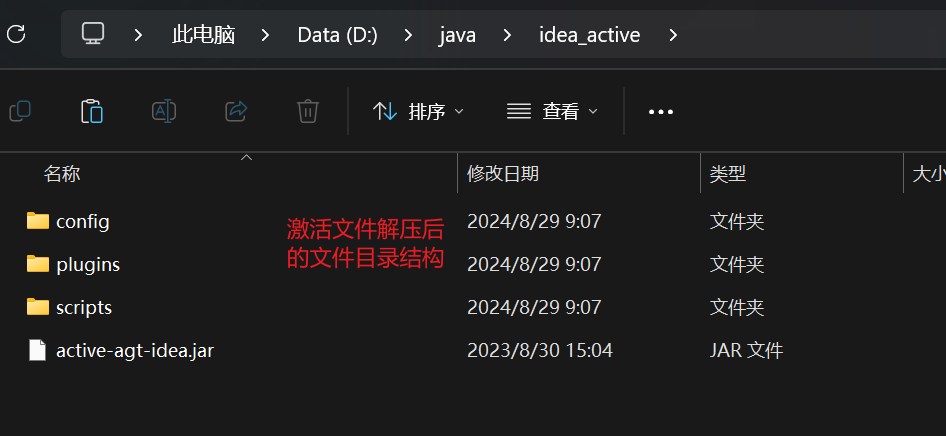 此电脑 Data (D:) java idea_active
排序 查看
名称 修改日期 类型 大小
config 2024/8/29 9:07 文件夹
激活文件解压后
的文件目录结构
plugins 2024/8/29 9:07 文件夹
scripts 2024/8/29 9:07 文件夹
active-agt-idea.jar 2023/8/30 15:04 JAR 文件